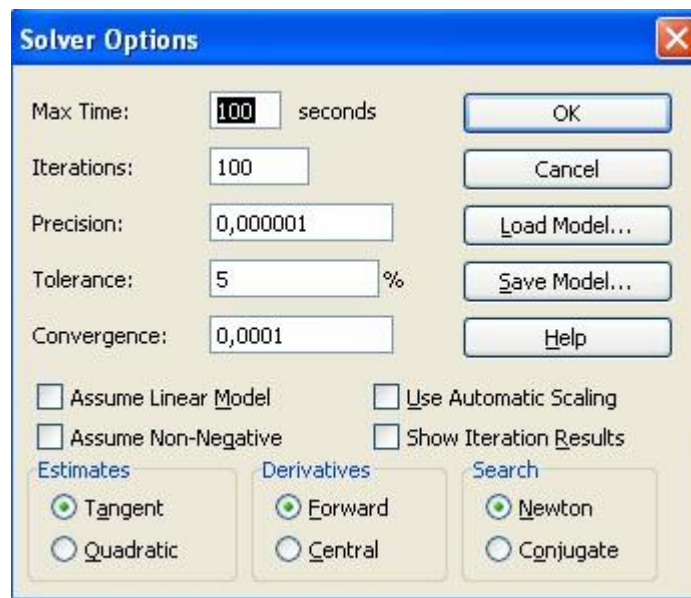 Solver Options
Max Time: 100 seconds OK
Iterations: 100 Cancel
Precision: 0,000001 Load Model...
Tolerance: 5 % Save Model...
Convergence: 0,0001 Help
Assume Linear Model Use Automatic Scaling
Assume Non-Negative Show Iteration Results
Estimates Derivatives Search
Tangent Forward Newton
Quadratic Central Conjugate